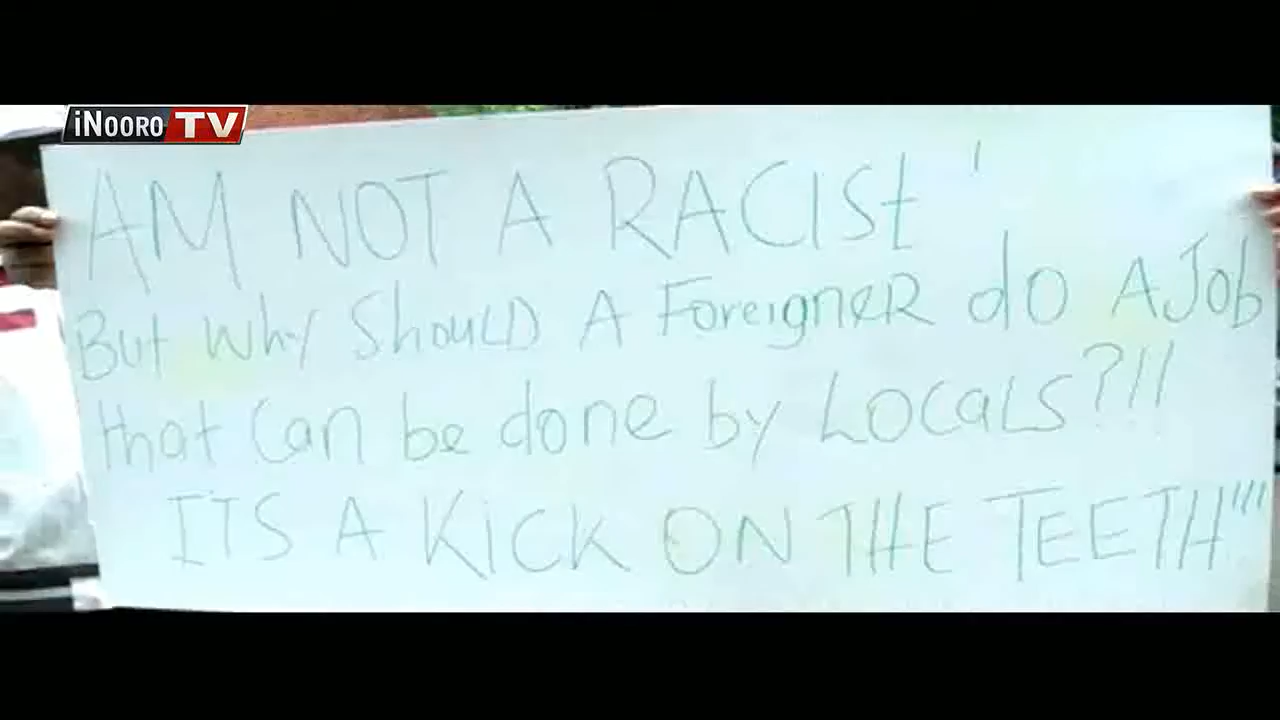 iNOORO TV
AM NOT A RACISt '
But Why ShouLD A ForeigneR dO A Job
that Can be done by LOCaLS?!!
ITS A KiCK ON THE TEETH"''